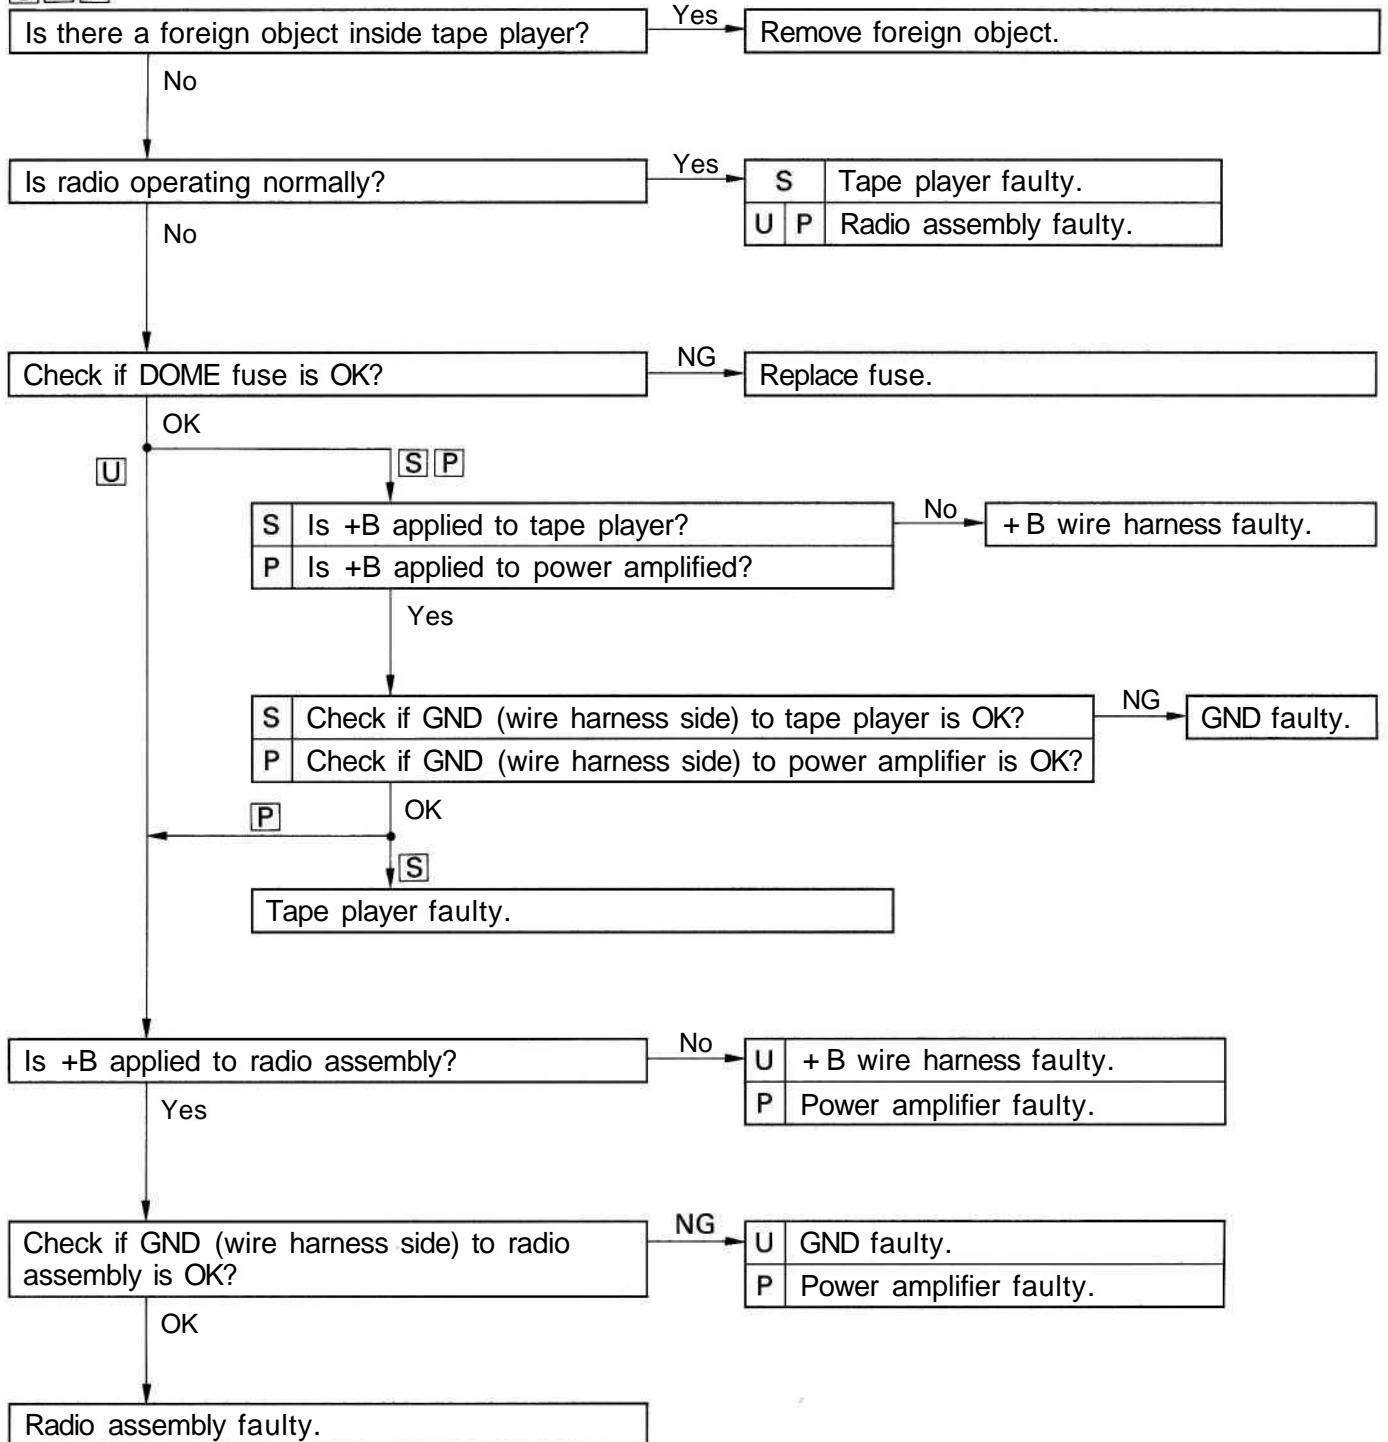 Is there a foreign object inside tape player?
Yes
Remove foreign object.
No
Is radio operating normally?
Yes
S Tape player faulty.
U P Radio assembly faulty.
No
Check if DOME fuse is OK?
NG
Replace fuse.
OK
U
S P
S Is +B applied to tape player?
P Is +B applied to power amplified?
No
+ B wire harness faulty.
Yes
S Check if GND (wire harness side) to tape player is OK?
P Check if GND (wire harness side) to power amplifier is OK?
NG
GND faulty.
OK
P
S
Tape player faulty.
Is +B applied to radio assembly?
No
U + B wire harness faulty.
P Power amplifier faulty.
Yes
Check if GND (wire harness side) to radio
assembly is OK?
NG
U GND faulty.
P Power amplifier faulty.
OK
Radio assembly faulty.